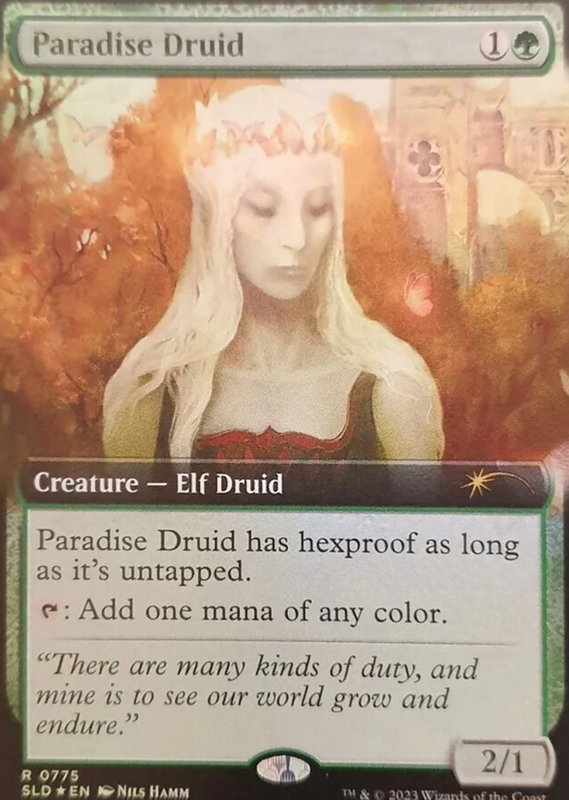 Paradise Druid 1
Creature — Elf Druid
Paradise Druid has hexproof as long
as it's untapped.
: Add one mana of any color.
“There are many kinds of duty, and
mine is to see our world grow and
endure.”
2/1
R 0775
SLD ★ EN Nils Hamm
™ & © 2023 Wizards of the Coast